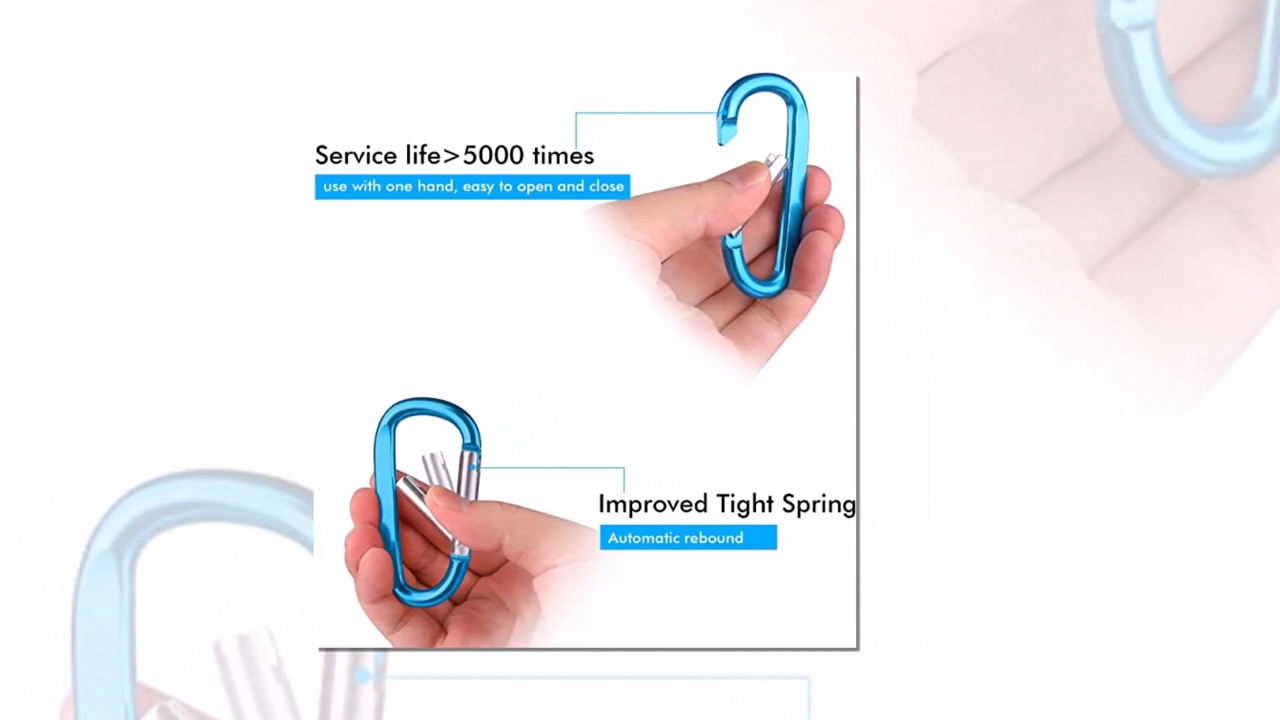 Service life>5000 times
use with one hand, easy to open and close
Improved Tight Spring
Automatic rebound